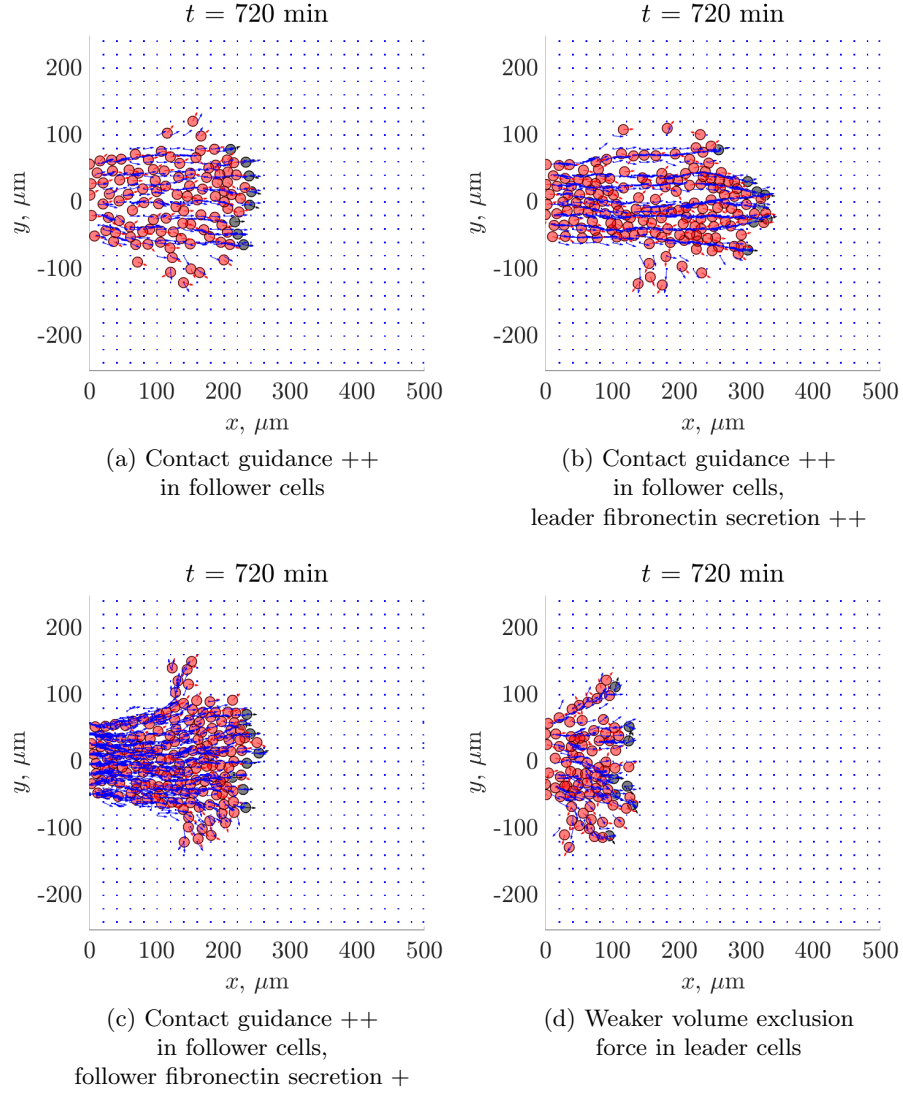 t = 720 min
t = 720 min
200
100
0
-100
-200
y, μm
0 100 200 300 400 500
x, μm
200
100
0
-100
-200
y, μm
0 100 200 300 400 500
x, μm
(a) Contact guidance ++
in follower cells
(b) Contact guidance ++
in follower cells,
leader fibronectin secretion ++
t = 720 min
t = 720 min
200
100
0
-100
-200
y, μm
0 100 200 300 400 500
x, μm
200
100
0
-100
-200
y, μm
0 100 200 300 400 500
x, μm
(c) Contact guidance ++
in follower cells,
follower fibronectin secretion +
(d) Weaker volume exclusion
force in leader cells